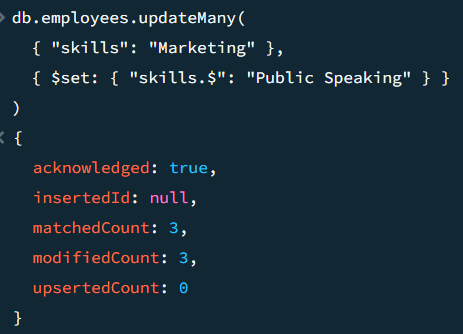 db.employees.updateMany(
{ "skills": "Marketing" },
{ $set: { "skills.$": "Public Speaking" } }
)
{
acknowledged: true,
insertedId: null,
matchedCount: 3,
modifiedCount: 3,
upsertedCount: 0
}